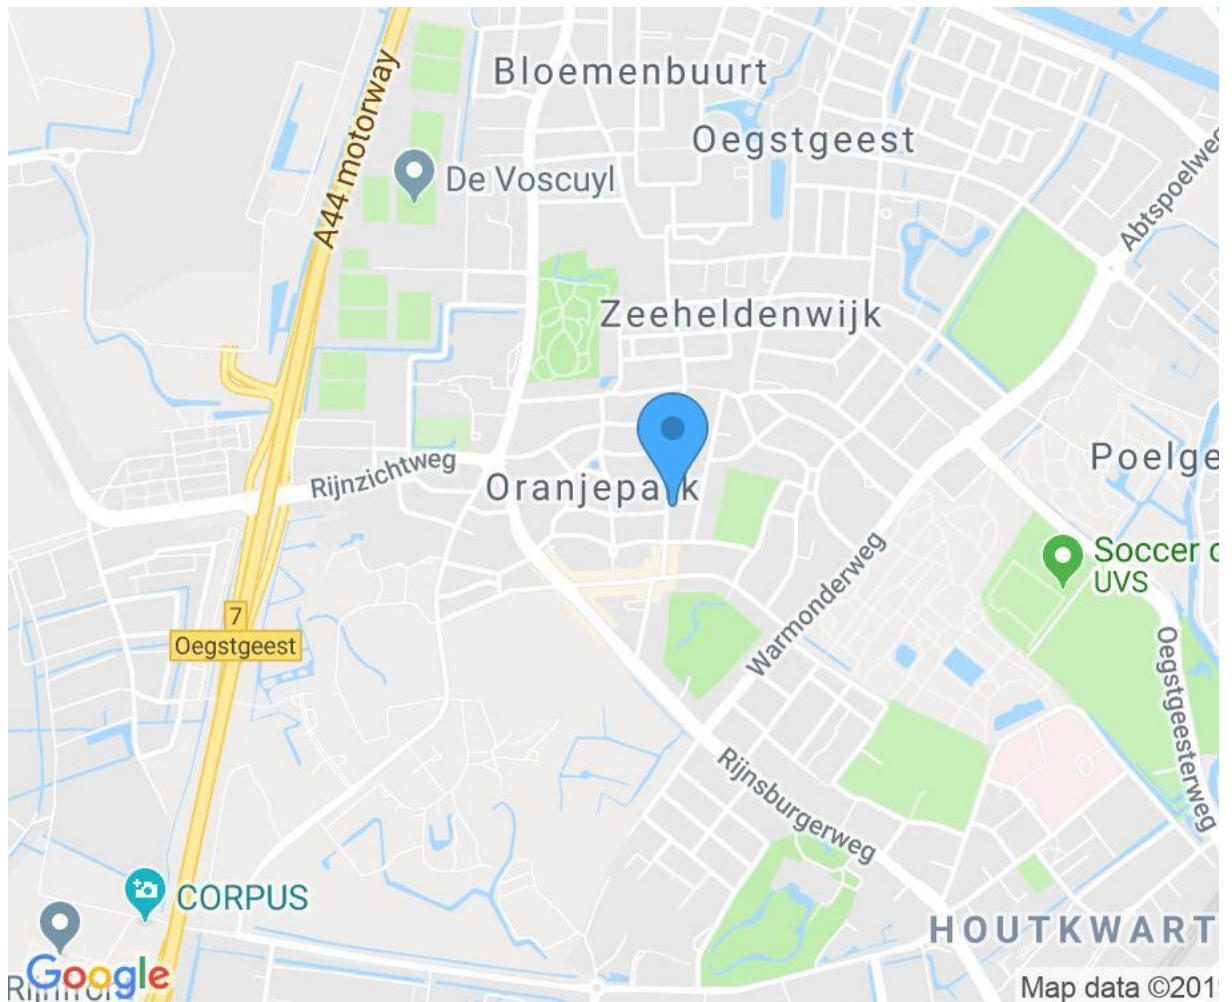 Bloemenbuurt
Oegstgeest
A44 motorway
De Voscuyl
Abtspoelweg
Zeeheldenwijk
Rijnzichtweg
Oranjepark
Poelge
Soccer c
UVS
7
Oegstgeest
Warmonderweg
Oegstgeesterweg
Rijnsburgerweg
CORPUS
HOUTKWART
Google
Map data ©201